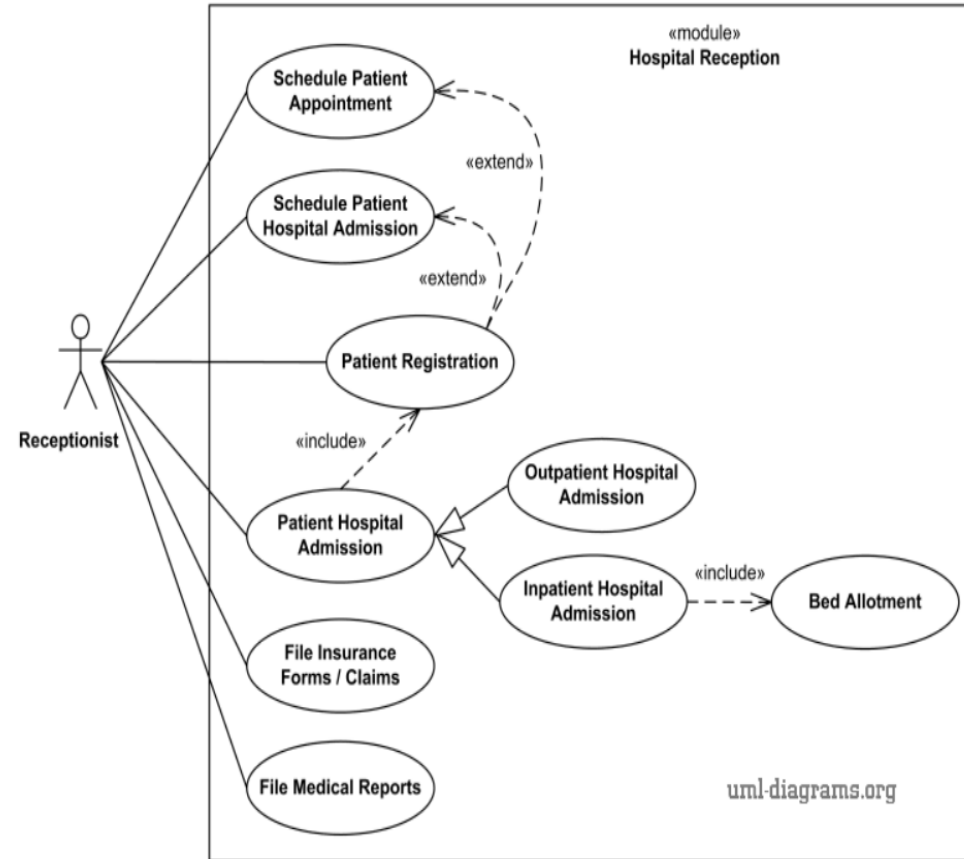 «module»
Hospital Reception
Schedule Patient
Appointment
«extend»
Schedule Patient
Hospital Admission
«extend»
Patient Registration
Receptionist
«include»
Outpatient Hospital
Admission
Patient Hospital
Admission
Inpatient Hospital
Admission
«include»
Bed Allotment
File Insurance
Forms / Claims
File Medical Reports
uml-diagrams.org